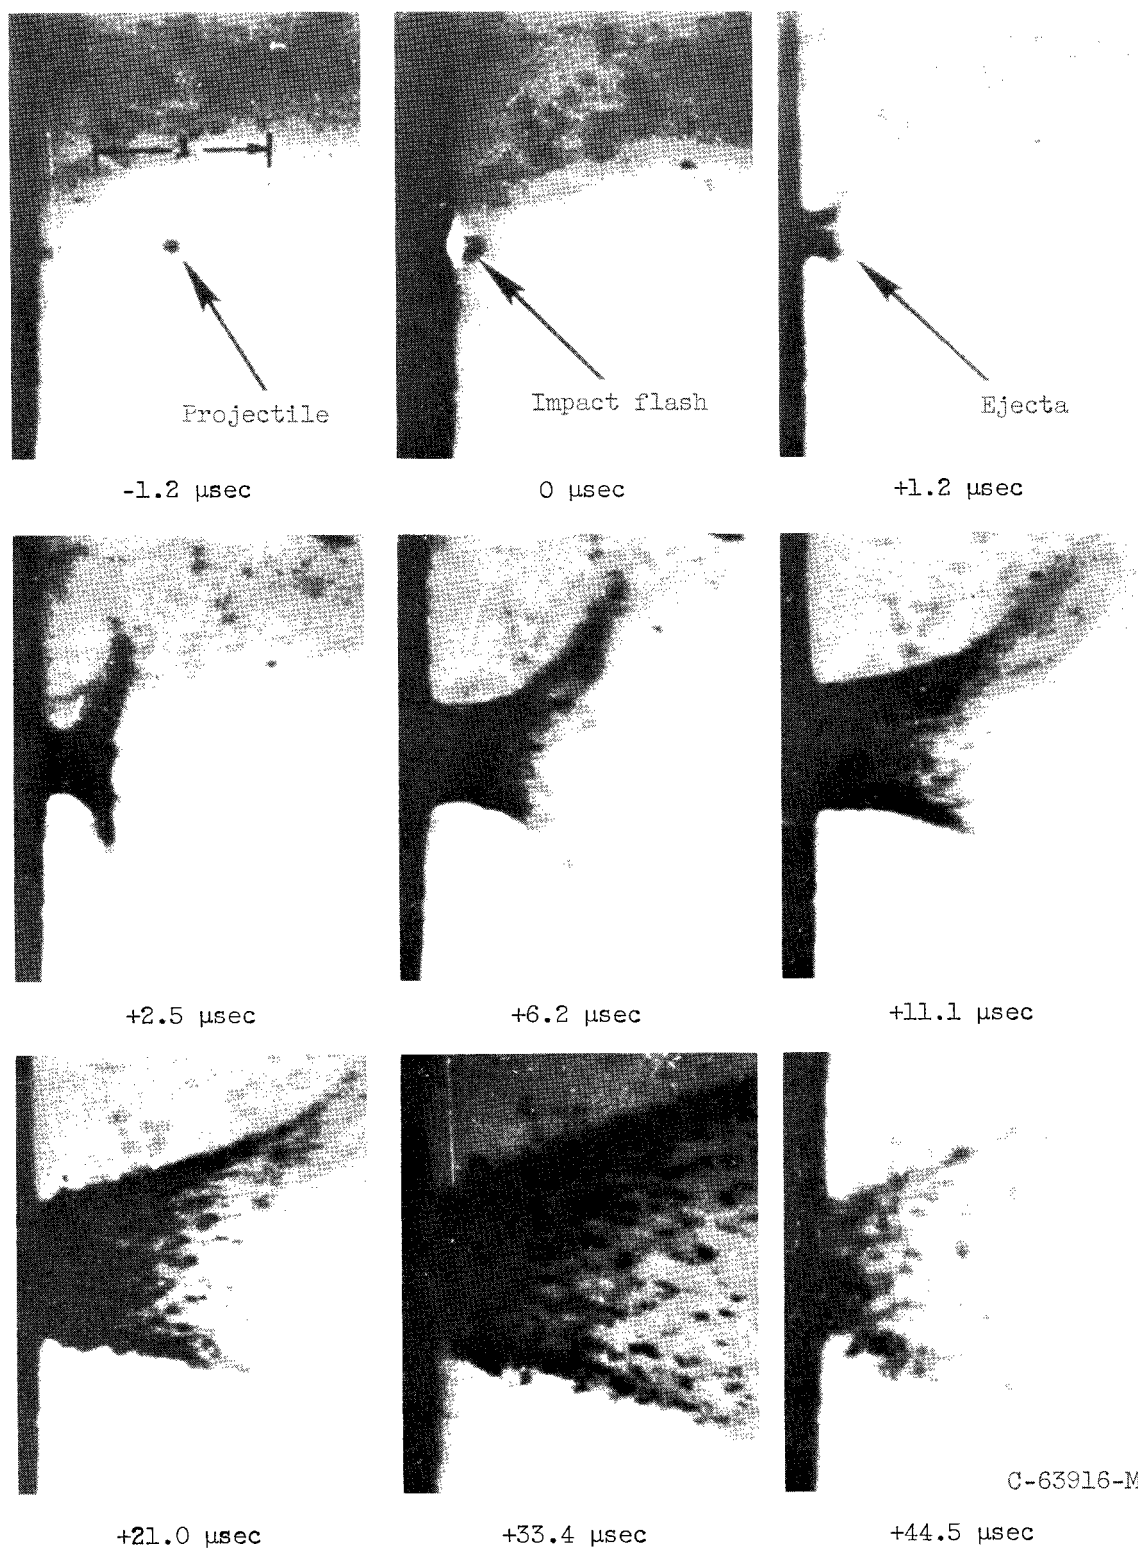 Projectile
Impact flash
Ejecta
-1.2 µsec
0 µsec
+1.2 µsec
+2.5 µsec
+6.2 µsec
+11.1 µsec
C-63916-M
+21.0 µsec
+33.4 µsec
+44.5 µsec